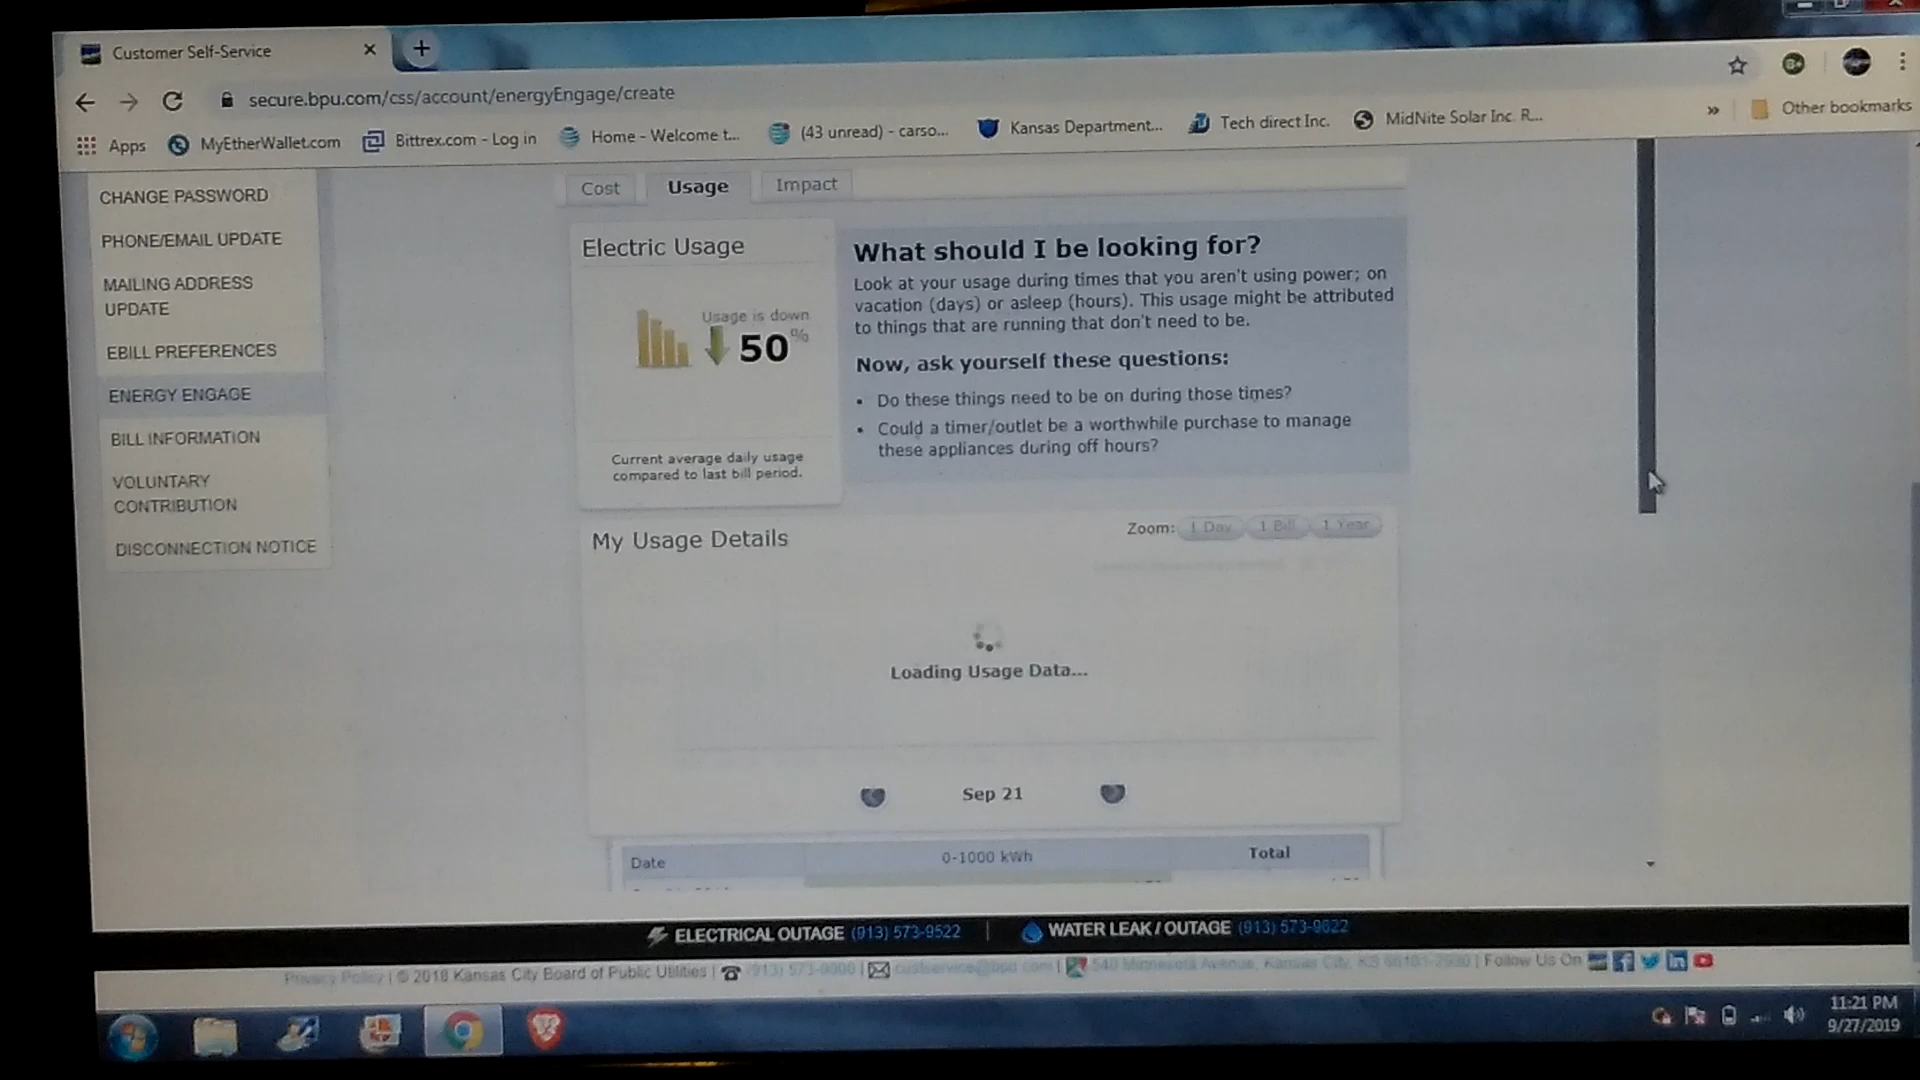 Customer Self-Service
secure.bpu.com/css/account/energyEngage/create
Apps MyEtherWallet.com Bittrex.com - Log in Home - Welcome t... (43 unread) - carso... Kansas Department... Tech direct Inc. MidNite Solar Inc. R... » Other bookmarks
CHANGE PASSWORD
PHONE/EMAIL UPDATE
MAILING ADDRESS
UPDATE
EBILL PREFERENCES
ENERGY ENGAGE
BILL INFORMATION
VOLUNTARY
CONTRIBUTION
DISCONNECTION NOTICE
Cost Usage Impact
Electric Usage
Usage is down
50%
Current average daily usage
compared to last bill period.
What should I be looking for?
Look at your usage during times that you aren't using power; on
vacation (days) or asleep (hours). This usage might be attributed
to things that are running that don't need to be.
Now, ask yourself these questions:
• Do these things need to be on during those times?
• Could a timer/outlet be a worthwhile purchase to manage
these appliances during off hours?
My Usage Details
Zoom: 1 Day 1 Bill 1 Year
Loading Usage Data...
Sep 21
Date 0-1000 kWh Total
ELECTRICAL OUTAGE (913) 573-9522 | WATER LEAK / OUTAGE (913) 573-9622
Privacy Policy | © 2018 Kansas City Board of Public Utilities | | | Follow Us On
11:21 PM
9/27/2019